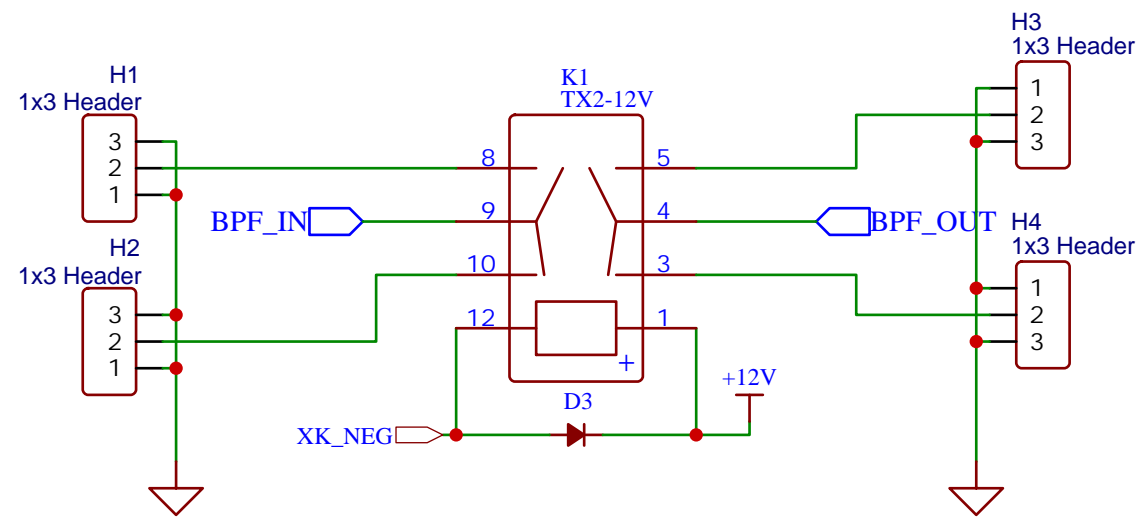 H3
1x3 Header
1
2
3
H1
1x3 Header
3
2
1
K1
TX2-12V
8
5
9
4
10
3
12
1
+
BPF_IN
BPF_OUT
H2
1x3 Header
3
2
1
H4
1x3 Header
1
2
3
+12V
D3
XK_NEG